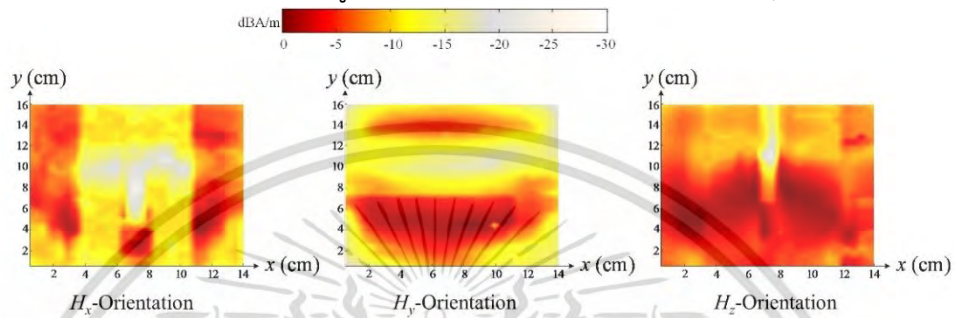 dBA/m
0 -5 -10 -15 -20 -25 -30
y (cm) y (cm) y (cm)
16 16 16
14 14 14
12 12 12
10 10 10
8 8 8
6 6 6
4 4 4
2 2 2
2 4 6 8 10 12 14 x (cm) 2 4 6 8 10 12 14 x (cm) 2 4 6 8 10 12 14 x (cm)
Hx-Orientation Hy-Orientation Hz-Orientation